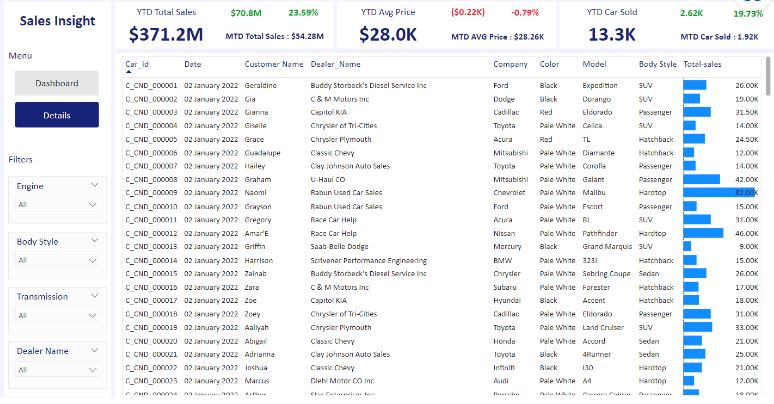 Sales Insight
Menu
Dashboard
Details
Filters
Engine
All
Body Style
All
Transmission
All
Dealer Name
All
YTD Total Sales $70.8M 23.59%
$371.2M MTD Total Sales : $54.28M
YTD Avg Price ($0.22K) -0.79%
$28.0K MTD AVG Price : $28.26K
YTD Car Sold 2.62K 19.73%
13.3K MTD Car Sold : 1.92K
Car_id Date Customer Name Dealer_Name Company Color Model Body Style Total-sales
C_CND_000001 02 January 2022 Geraldine Buddy Storbeck's Diesel Service Inc Ford Black Expedition SUV 26.00K
C_CND_000002 02 January 2022 Gia C & M Motors Inc Dodge Black Durango SUV 19.00K
C_CND_000003 02 January 2022 Gianna Capitol KIA Cadillac Red Eldorado Passenger 31.50K
C_CND_000004 02 January 2022 Giselle Chrysler of Tri-Cities Toyota Pale White Celica SUV 14.00K
C_CND_000005 02 January 2022 Grace Chrysler Plymouth Acura Red TL Hatchback 24.50K
C_CND_000006 02 January 2022 Guadalupe Classic Chevy Mitsubishi Pale White Diamante Hatchback 12.00K
C_CND_000007 02 January 2022 Hailey Clay Johnson Auto Sales Toyota Pale White Corolla Passenger 14.00K
C_CND_000008 02 January 2022 Graham U-Haul CO Mitsubishi Pale White Galant Passenger 42.00K
C_CND_000009 02 January 2022 Naomi Rabun Used Car Sales Chevrolet Pale White Malibu Hardtop 82.00K
C_CND_000010 02 January 2022 Grayson Rabun Used Car Sales Ford Pale White Escort Passenger 15.00K
C_CND_000011 02 January 2022 Gregory Race Car Help Acura Pale White RL SUV 31.00K
C_CND_000012 02 January 2022 Amar'E Race Car Help Nissan Pale White Pathfinder Hardtop 46.00K
C_CND_000013 02 January 2022 Griffin Saab-Belle Dodge Mercury Black Grand Marquis SUV 9.00K
C_CND_000014 02 January 2022 Harrison Scrivener Performance Engineering BMW Pale White 323i Hatchback 15.00K
C_CND_000015 02 January 2022 Zainab Buddy Storbeck's Diesel Service Inc Chrysler Pale White Sebring Coupe Sedan 26.00K
C_CND_000016 02 January 2022 Zara C & M Motors Inc Subaru Pale White Forester Hatchback 17.00K
C_CND_000017 02 January 2022 Zoe Capitol KIA Hyundai Black Accent Hatchback 18.00K
C_CND_000018 02 January 2022 Zoey Chrysler of Tri-Cities Cadillac Pale White Eldorado Passenger 31.00K
C_CND_000019 02 January 2022 Aaliyah Chrysler Plymouth Toyota Pale White Land Cruiser SUV 33.00K
C_CND_000020 02 January 2022 Abigail Classic Chevy Honda Pale White Accord Sedan 21.00K
C_CND_000021 02 January 2022 Adrianna Clay Johnson Auto Sales Toyota Black 4Runner Sedan 25.00K
C_CND_000022 02 January 2022 Joshua Classic Chevy Infiniti Black I30 Hardtop 21.00K
C_CND_000023 02 January 2022 Marcus Diehl Motor CO Inc Audi Pale White A4 Hardtop 12.00K